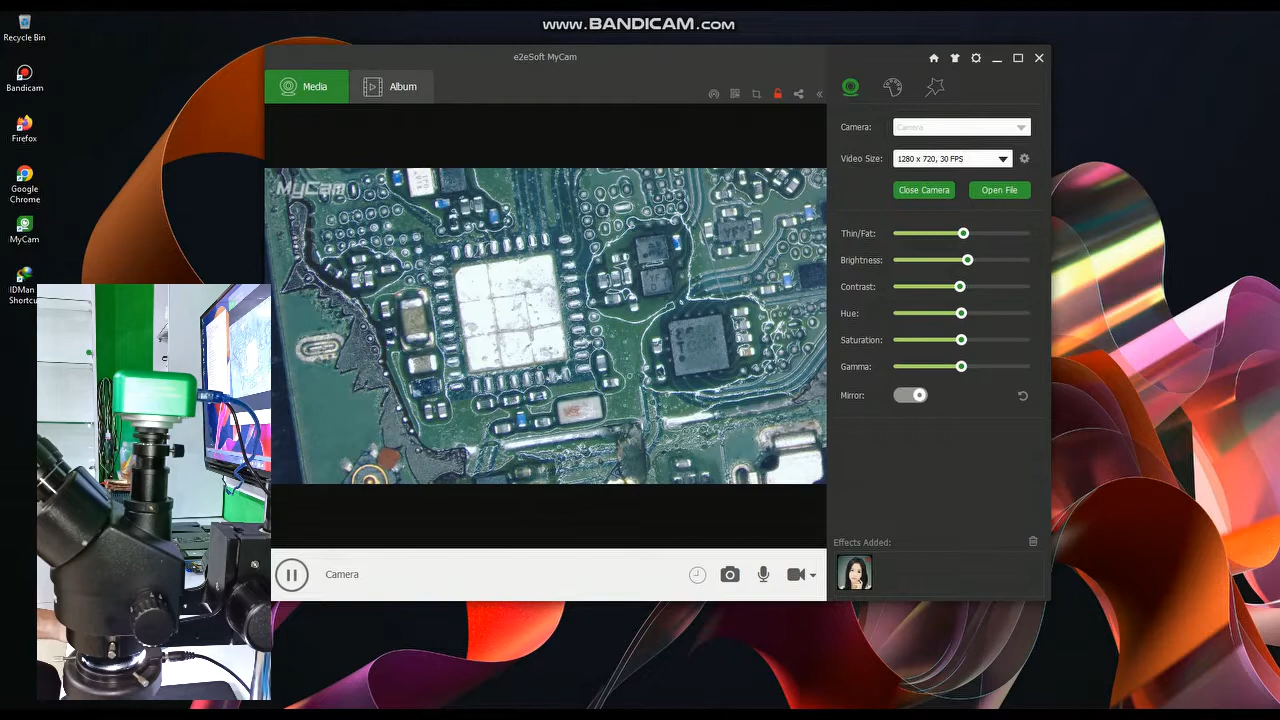 www.BANDICAM.com
Recycle Bin
Bandicam
Firefox
Google
Chrome
MyCam
IDMan
Shortcu
e2eSoft MyCam
Media
Album
MyCam
Camera:
Camera
Video Size:
1280 x 720, 30 FPS
Close Camera
Open File
Thin/Fat:
Brightness:
Contrast:
Hue:
Saturation:
Gamma:
Mirror:
Effects Added:
Camera